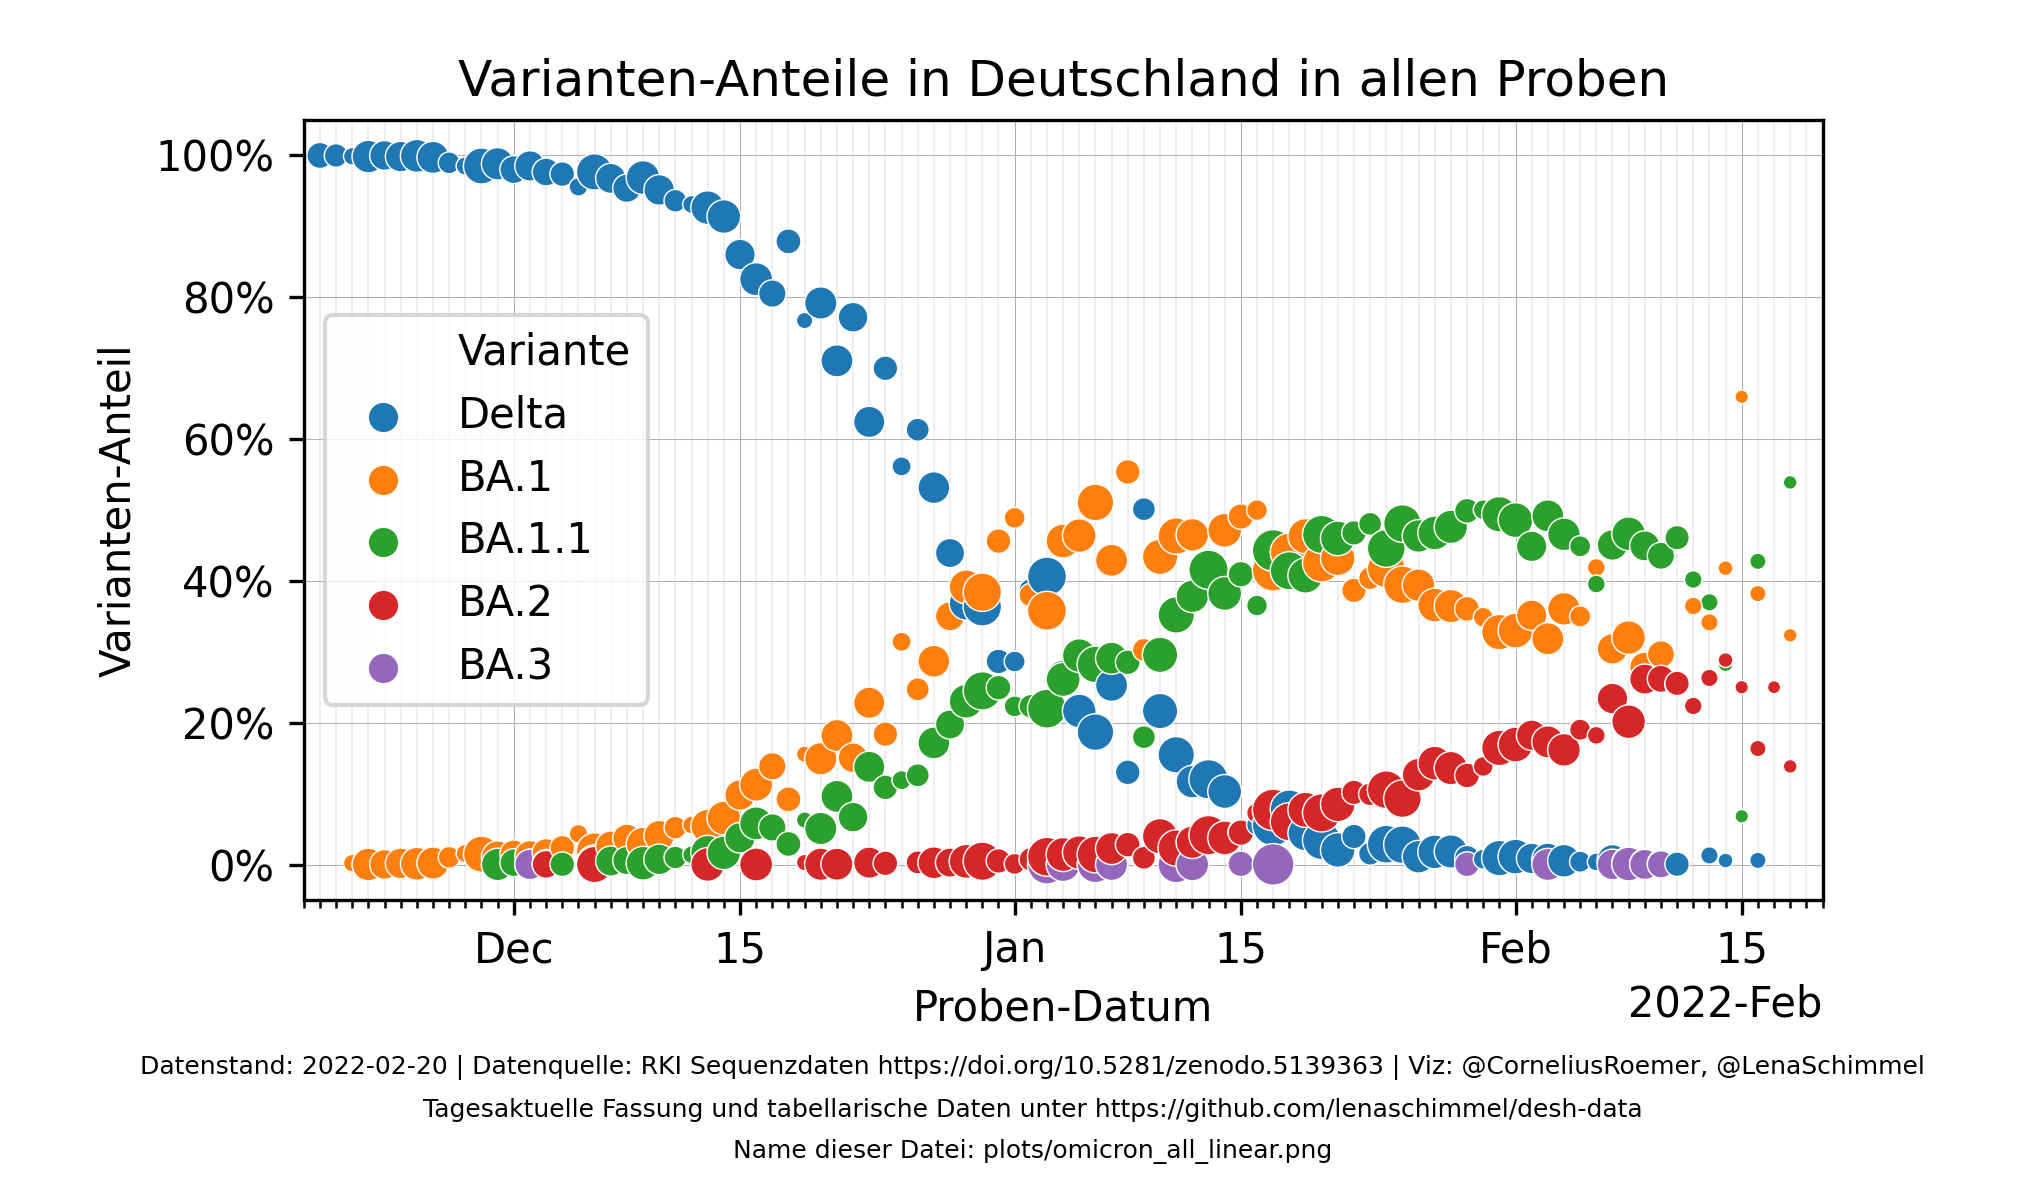 Varianten-Anteile in Deutschland in allen Proben
Varianten-Anteil
100%
80%
60%
40%
20%
0%
Variante
Delta
BA.1
BA.1.1
BA.2
BA.3
Dec
15
Jan
15
Feb
15
2022-Feb
Proben-Datum
Datenstand: 2022-02-20 | Datenquelle: RKI Sequenzdaten https://doi.org/10.5281/zenodo.5139363 | Viz: @CorneliusRoemer, @LenaSchimmel
Tagesaktuelle Fassung und tabellarische Daten unter https://github.com/lenaschimmel/desh-data
Name dieser Datei: plots/omicron_all_linear.png